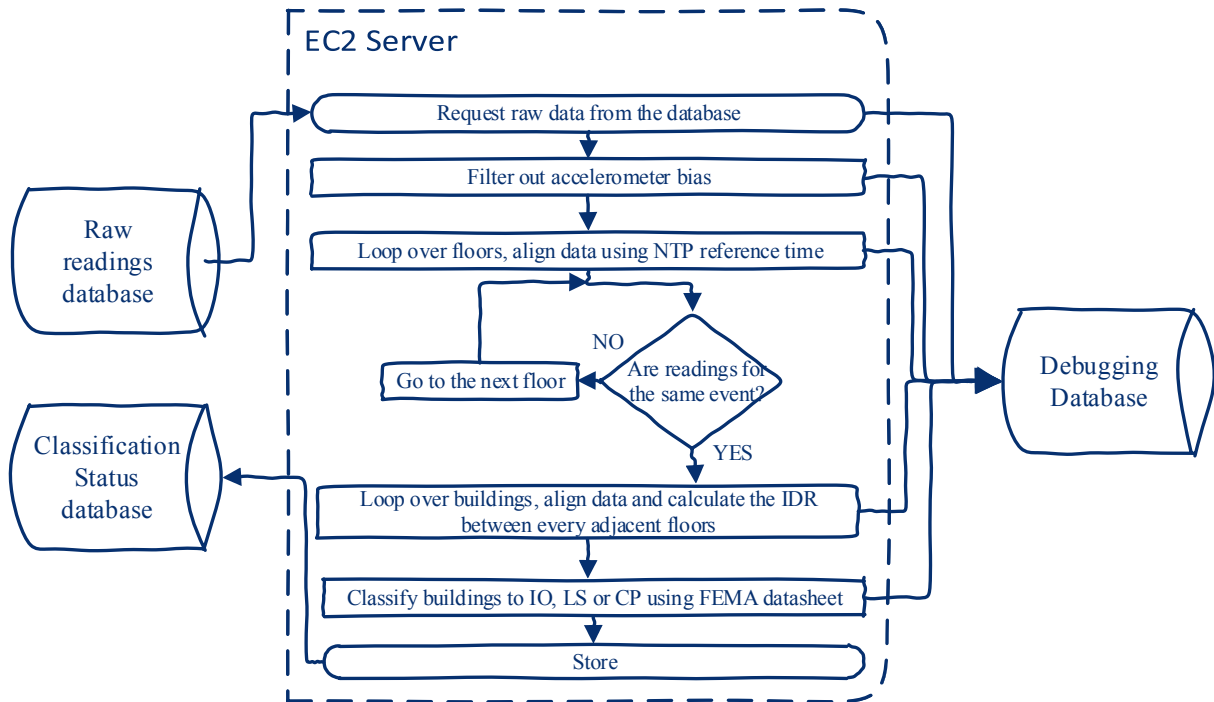 EC2 Server
Request raw data from the database
Filter out accelerometer bias
Raw
readings
database
Loop over floors, align data using NTP reference time
NO
Go to the next floor
Are readings for
the same event?
YES
Debugging
Database
Classification
Status
database
Loop over buildings, align data and calculate the IDR
between every adjacent floors
Classify buildings to IO, LS or CP using FEMA datasheet
Store